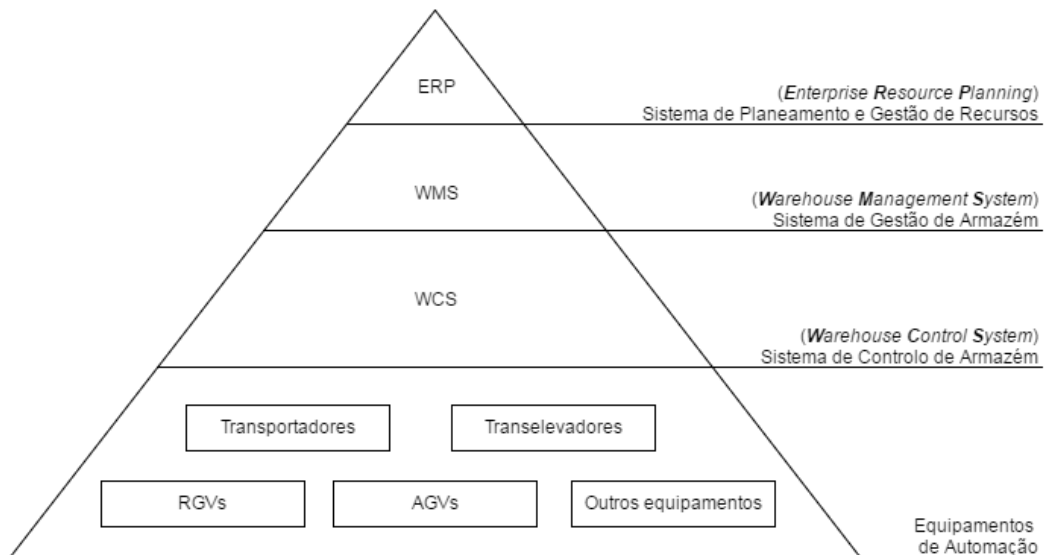 ERP
(Enterprise Resource Planning)
Sistema de Planeamento e Gestão de Recursos
WMS
(Warehouse Management System)
Sistema de Gestão de Armazém
WCS
(Warehouse Control System)
Sistema de Controlo de Armazém
Transportadores
Transelevadores
RGVs
AGVs
Outros equipamentos
Equipamentos
de Automação